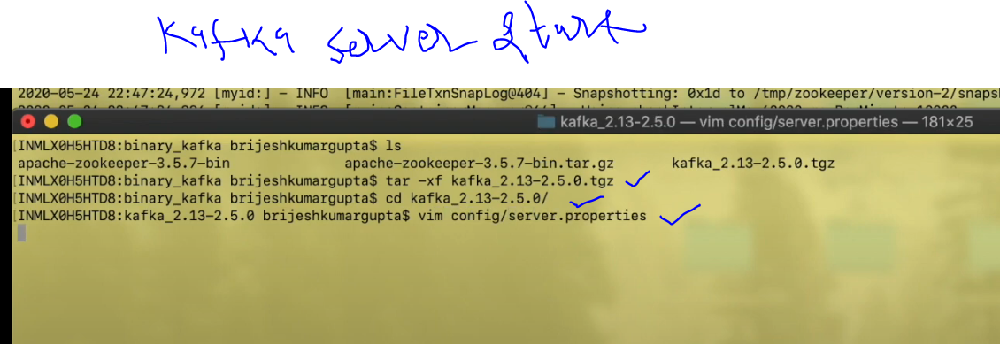 Kafka server start
2020-05-24 22:47:24,972 [myid:] - INFO  [main:FileTxnSnapLog@404] - Snapshotting: 0x1d to /tmp/zookeeper/version-2/snaps
kafka_2.13-2.5.0 — vim config/server.properties — 181×25
[INMLX0H5HTD8:binary_kafka brijeshkumargupta$ ls
apache-zookeeper-3.5.7-bin apache-zookeeper-3.5.7-bin.tar.gz kafka_2.13-2.5.0.tgz
[INMLX0H5HTD8:binary_kafka brijeshkumargupta$ tar -xf kafka_2.13-2.5.0.tgz
[INMLX0H5HTD8:binary_kafka brijeshkumargupta$ cd kafka_2.13-2.5.0/
[INMLX0H5HTD8:kafka_2.13-2.5.0 brijeshkumargupta$ vim config/server.properties